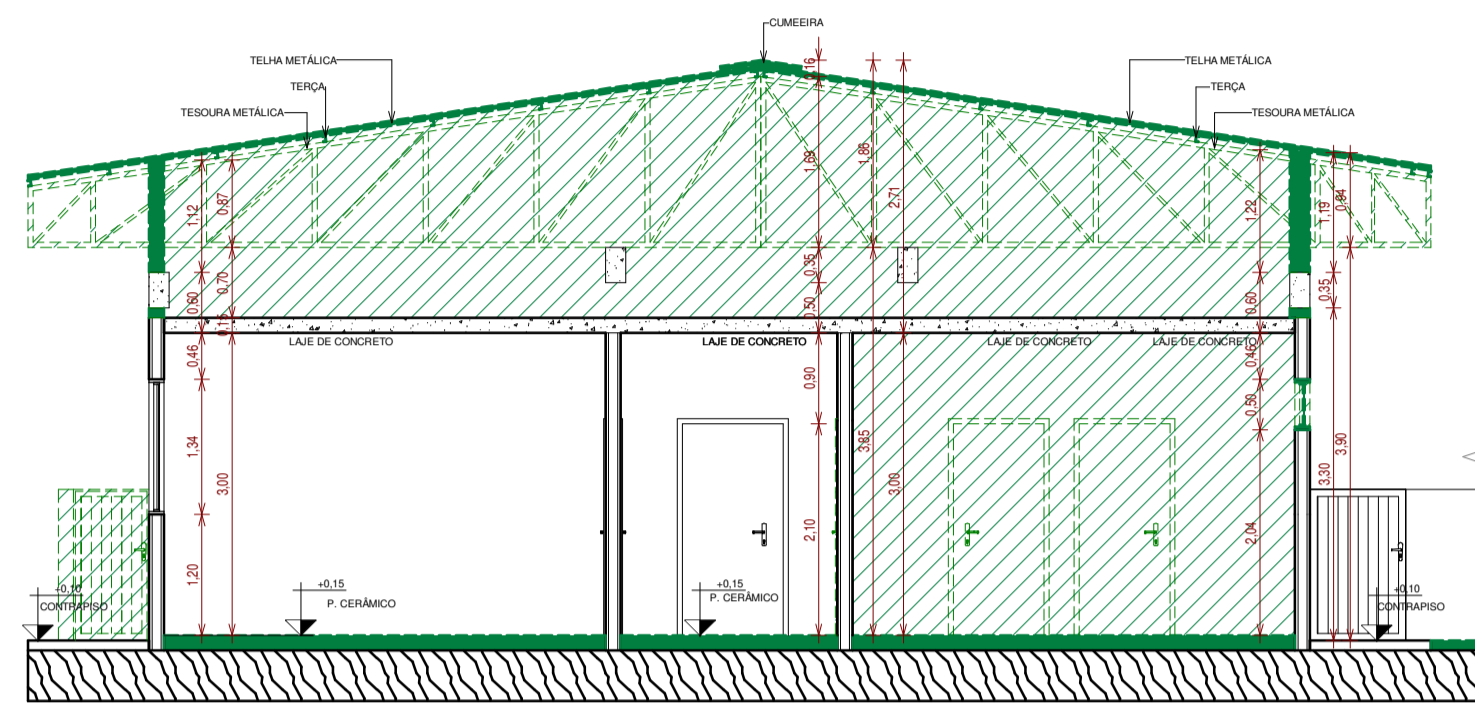 CUMEEIRA
TELHA METÁLICA
TELHA METÁLICA
TERÇA
TERÇA
TESOURA METÁLICA
TESOURA METÁLICA
0,16
1,69
1,86
2,71
1,12
0,87
1,22
1,19
0,84
0,60
0,70
0,35
0,50
0,60
0,35
0,15
LAJE DE CONCRETO
LAJE DE CONCRETO
LAJE DE CONCRETO
LAJE DE CONCRETO
0,46
0,90
0,46
0,50
1,34
3,00
3,85
3,00
3,90
3,30
1,20
2,10
2,04
+0,10
CONTRAPISO
+0,15
P. CERÂMICO
+0,15
P. CERÂMICO
+0,10
CONTRAPISO